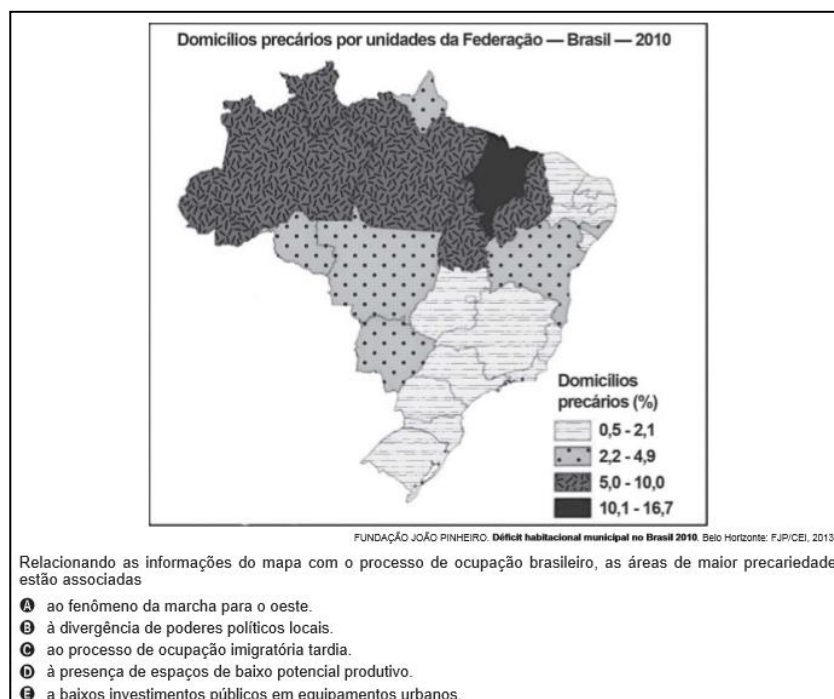 Domicílios precários por unidades da Federação — Brasil — 2010
Domicílios
precários (%)
0,5 - 2,1
2,2 - 4,9
5,0 - 10,0
10,1 - 16,7
FUNDAÇÃO JOÃO PINHEIRO. Déficit habitacional municipal no Brasil 2010. Belo Horizonte: FJP/CEI, 2013
Relacionando as informações do mapa com o processo de ocupação brasileiro, as áreas de maior precariedade
estão associadas
A ao fenômeno da marcha para o oeste.
B à divergência de poderes políticos locais.
C ao processo de ocupação imigratória tardia.
D à presença de espaços de baixo potencial produtivo.
E a baixos investimentos públicos em equipamentos urbanos.